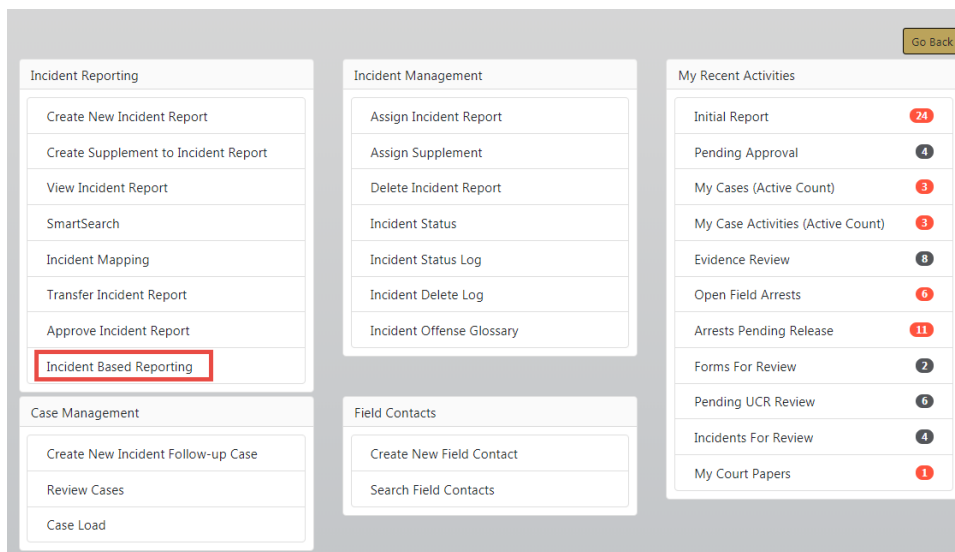 Go Back
Incident Reporting
Create New Incident Report
Create Supplement to Incident Report
View Incident Report
SmartSearch
Incident Mapping
Transfer Incident Report
Approve Incident Report
Incident Based Reporting
Incident Management
Assign Incident Report
Assign Supplement
Delete Incident Report
Incident Status
Incident Status Log
Incident Delete Log
Incident Offense Glossary
My Recent Activities
Initial Report 24
Pending Approval 4
My Cases (Active Count) 3
My Case Activities (Active Count) 3
Evidence Review 8
Open Field Arrests 6
Arrests Pending Release 11
Forms For Review 2
Pending UCR Review 6
Incidents For Review 4
My Court Papers 1
Case Management
Create New Incident Follow-up Case
Review Cases
Case Load
Field Contacts
Create New Field Contact
Search Field Contacts